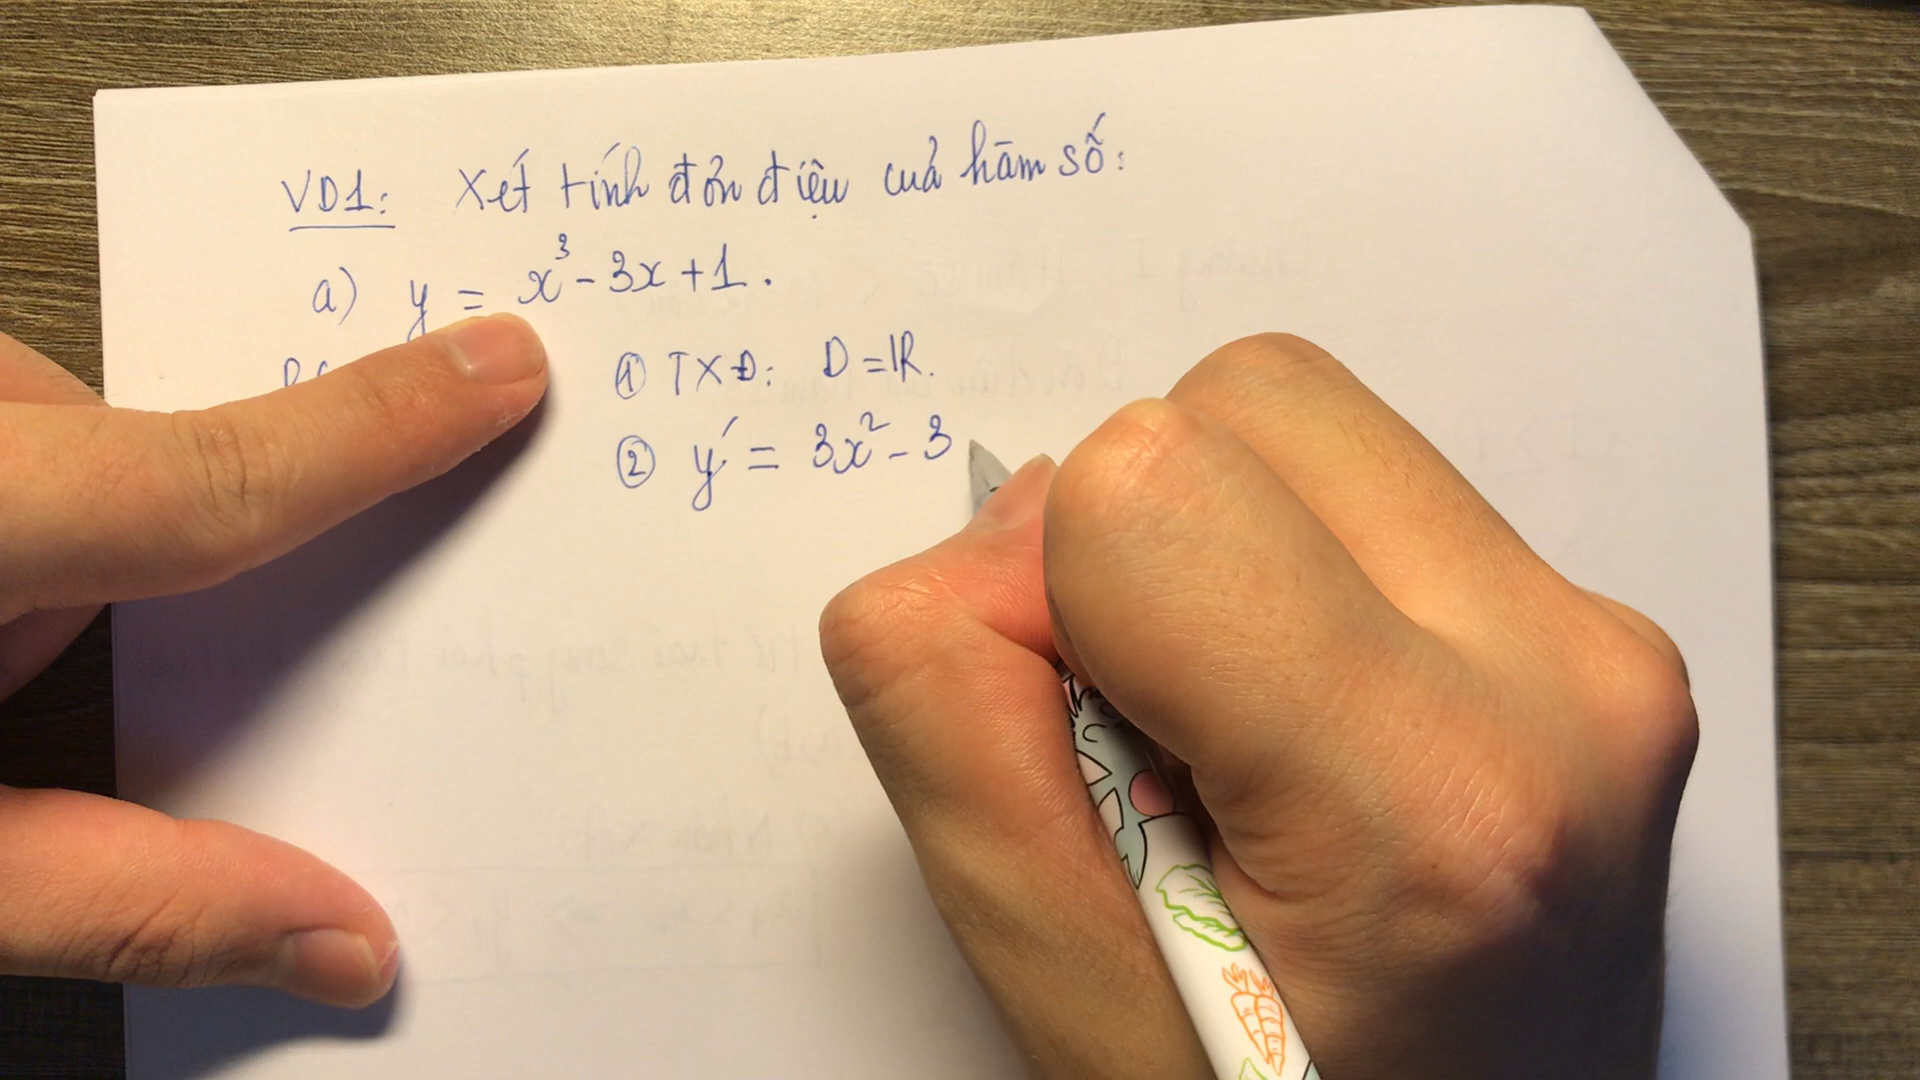 VD1: Xét tính đơn điệu của hàm số:
a) y = x³ - 3x + 1.
① TXĐ: D = ℝ.
② y' = 3x² - 3